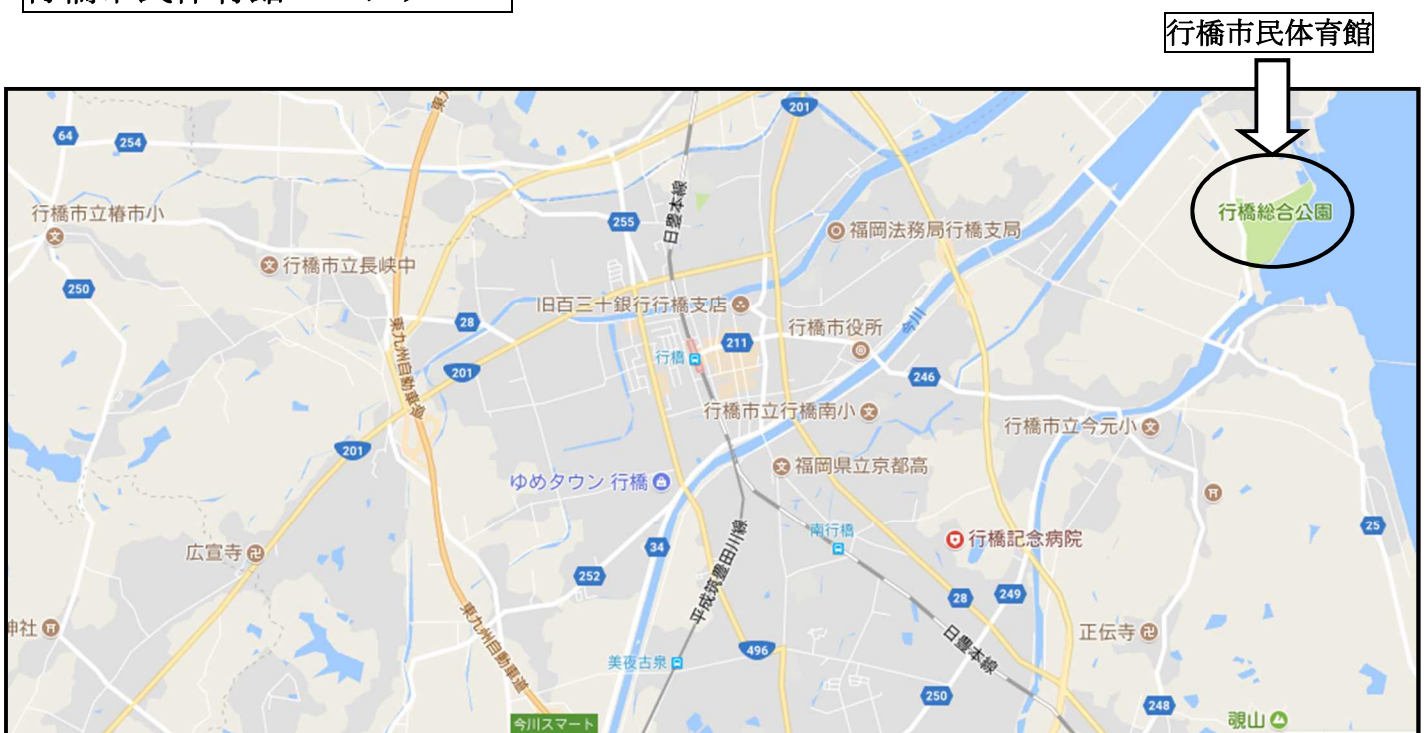 行橋市民体育館
201
64
254
行橋市立椿市小
255
日豊本線
行橋総合公園
福岡法務局行橋支局
行橋市立長峡中
250
旧百三十銀行行橋支店
28
東九州自動車道
行橋市役所
今川
211
行橋
201
246
行橋市立行橋南小
行橋市立今元小
201
福岡県立京都高
ゆめタウン 行橋
25
南行橋
行橋記念病院
34
広宣寺
252
平成筑豊田川線
28
249
神社
東九州自動車道
日豊本線
正伝寺
496
美夜古泉
250
248
今川スマート
覗山